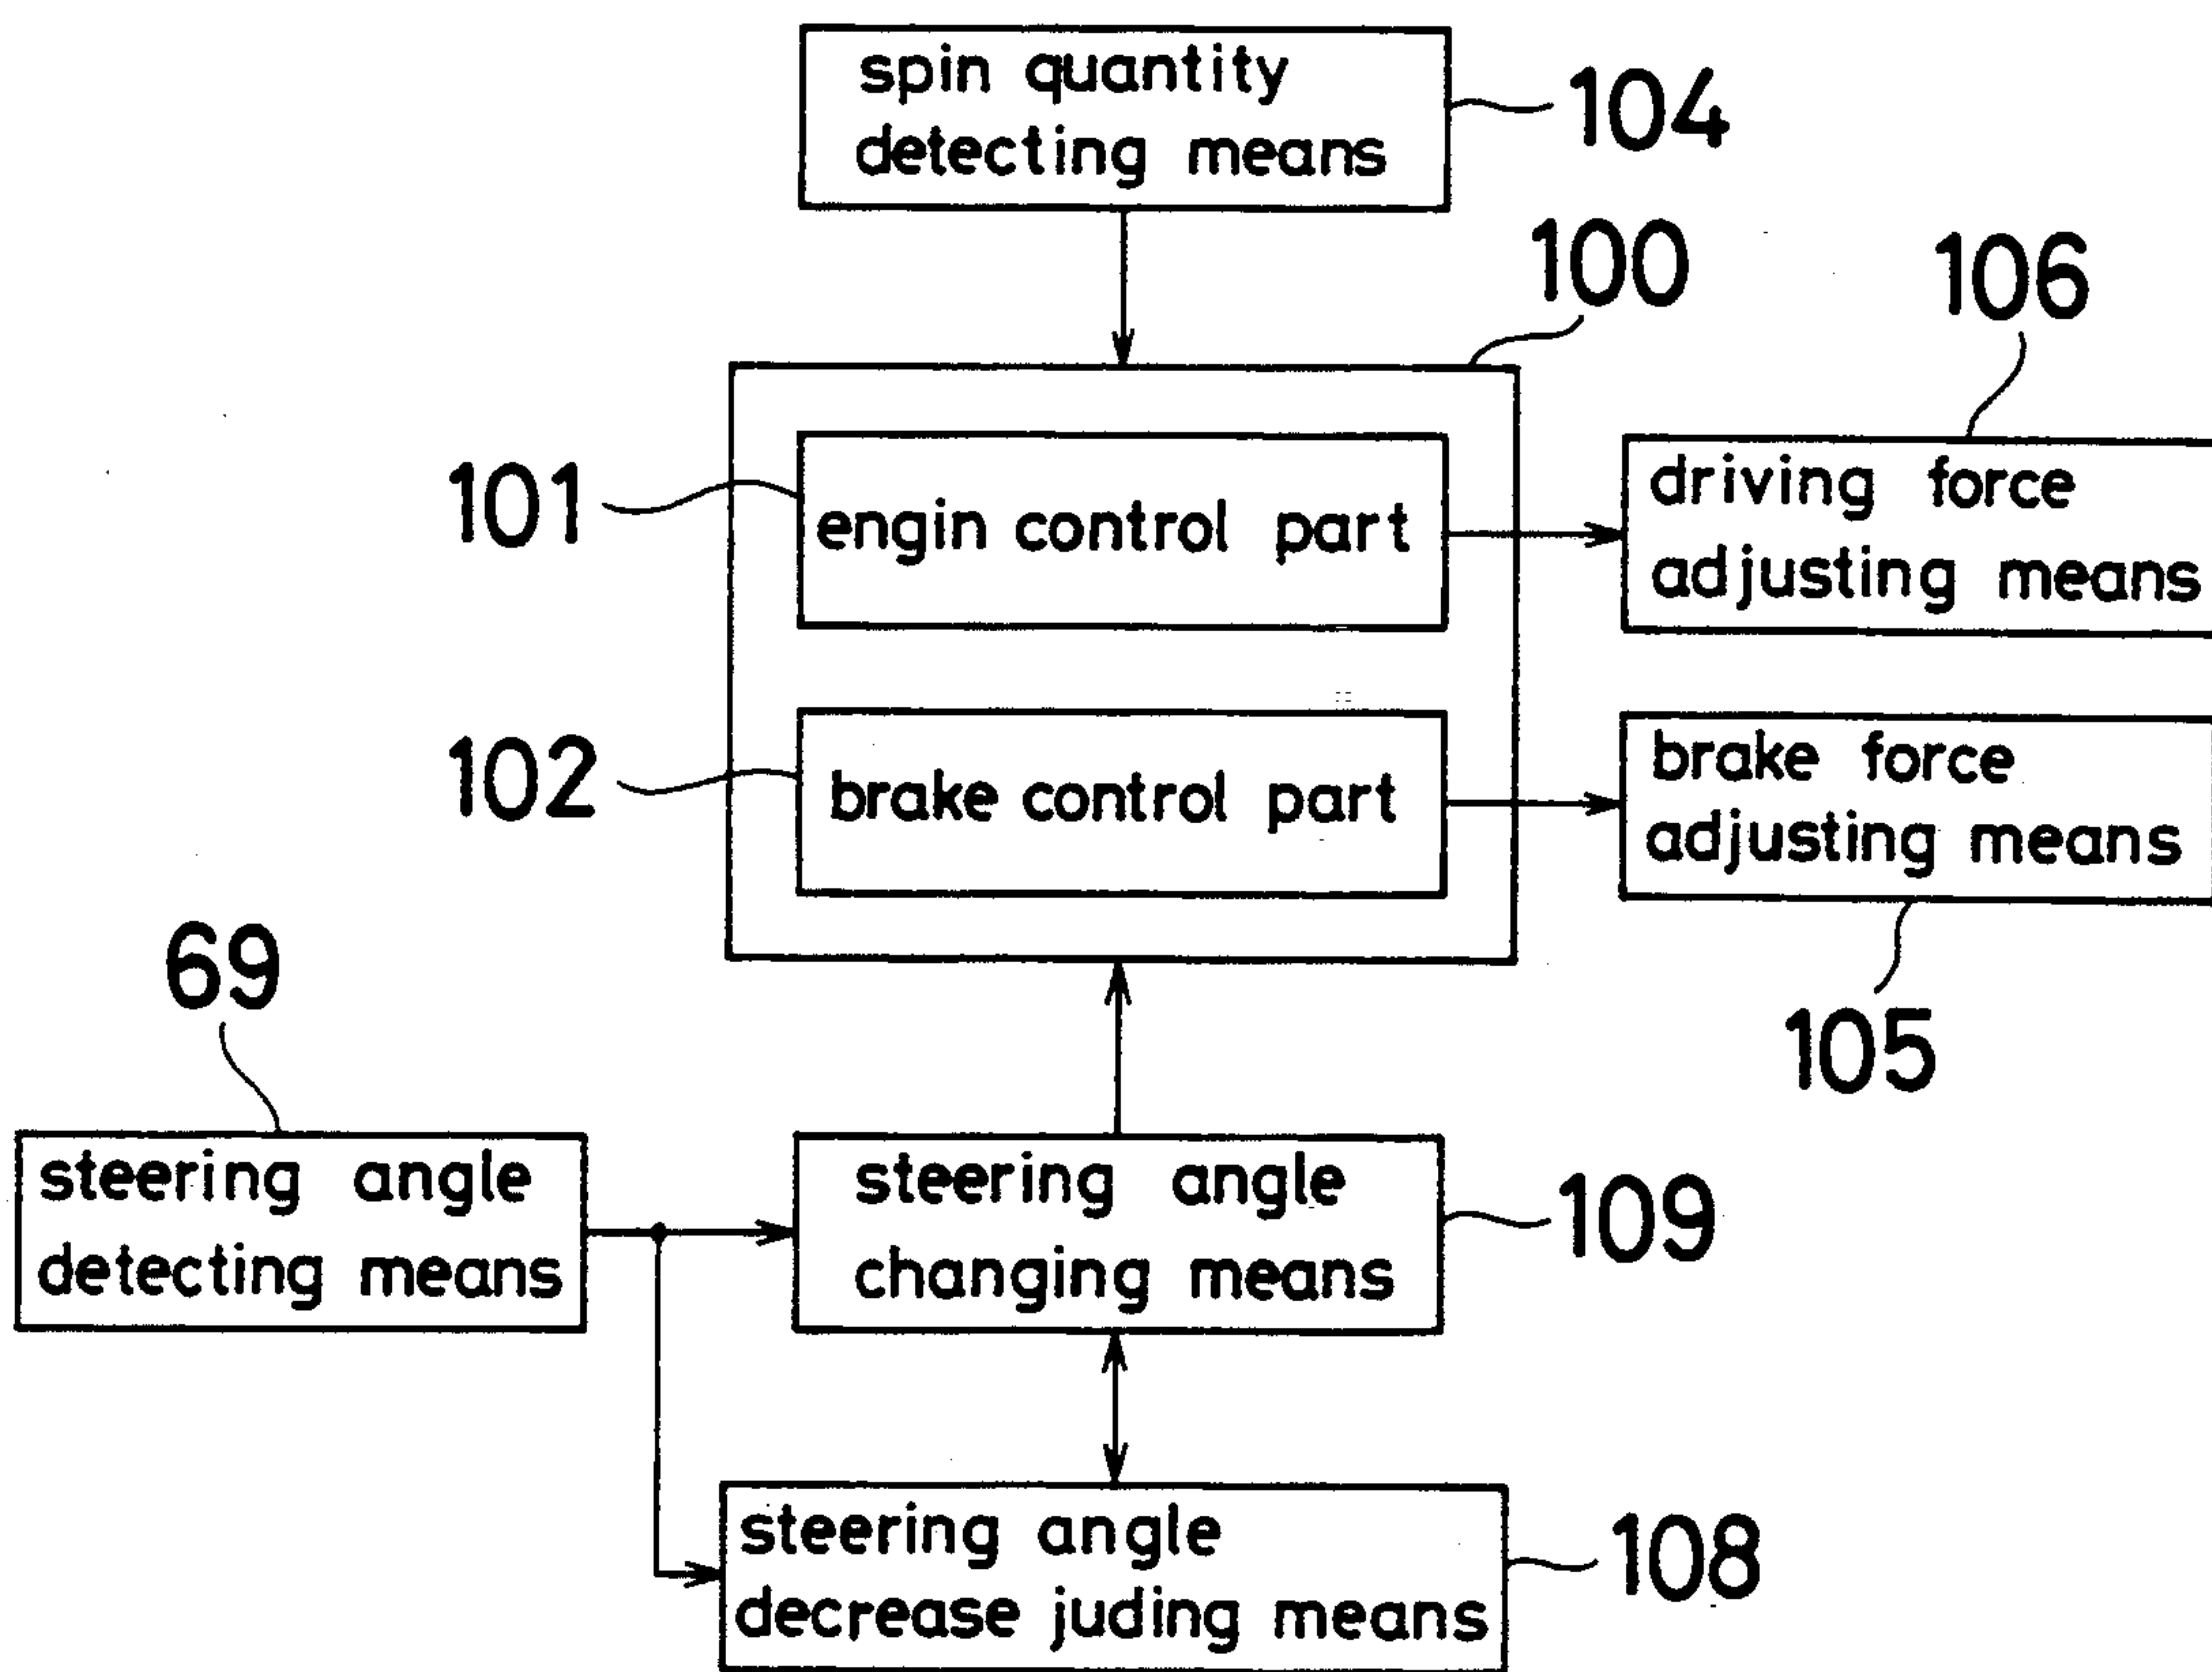 spin quantity
detecting means
104
100
106
101
engin control part
driving force
adjusting means
102
brake control part
brake force
adjusting means
105
69
steering angle
detecting means
steering angle
changing means
109
steering angle
decrease juding means
108